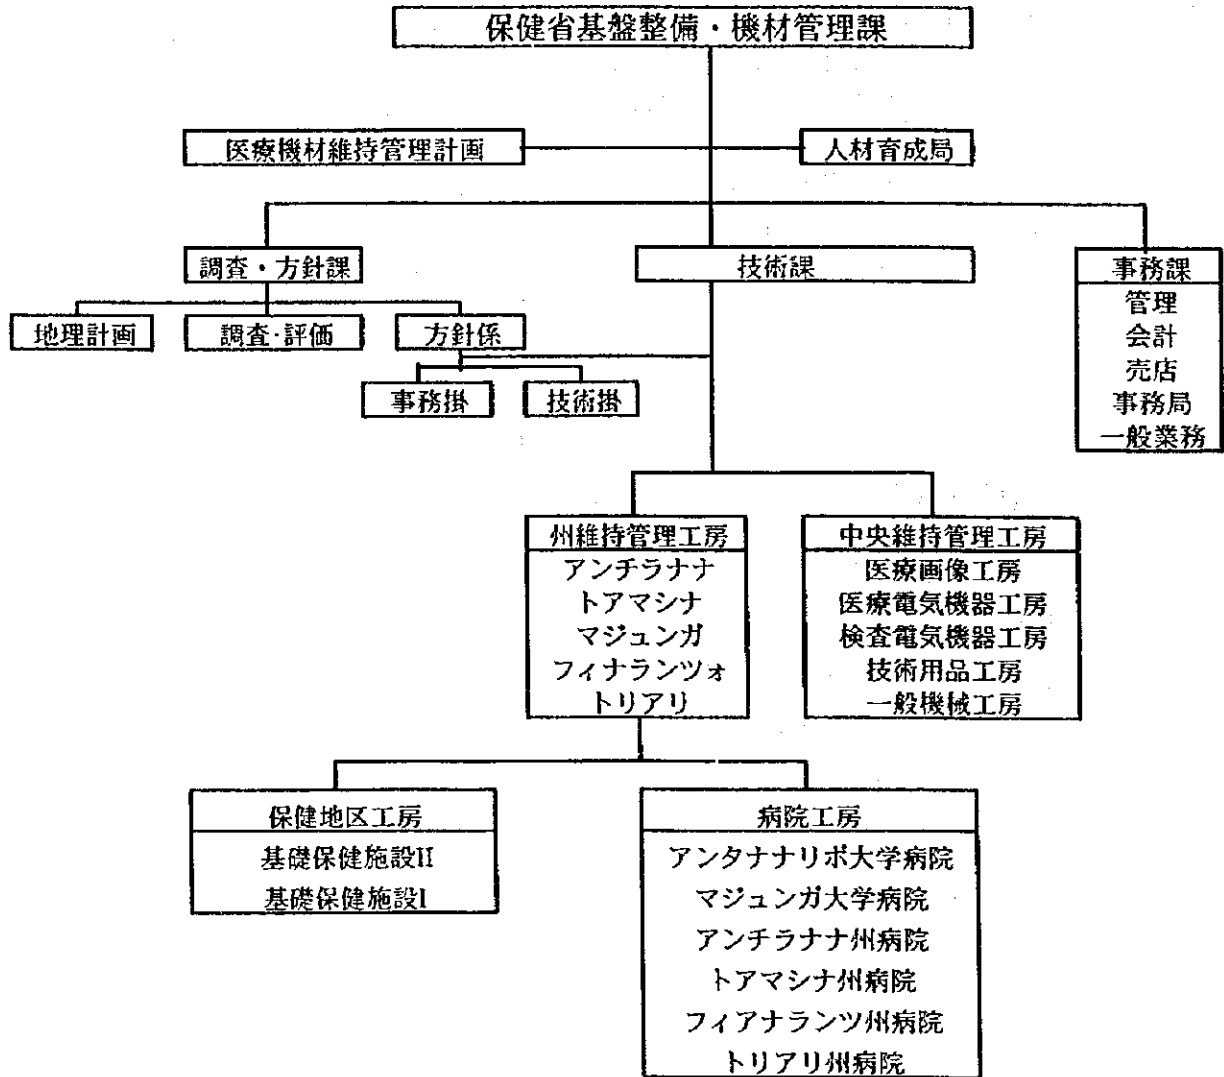 保健省基盤整備・機材管理課
医療機材維持管理計画
人材育成局
調査・方針課
技術課
事務課
管理
会計
売店
事務局
一般業務
地理計画
調査・評価
方針係
事務掛
技術掛
州維持管理工房
アンチラナナ
トアマシナ
マジュンガ
フィナランツォ
トリアリ
中央維持管理工房
医療画像工房
医療電気機器工房
検査電気機器工房
技術用品工房
一般機械工房
保健地区工房
基礎保健施設II
基礎保健施設I
病院工房
アンタナナリボ大学病院
マジュンガ大学病院
アンチラナナ州病院
トアマシナ州病院
フィアナランツ州病院
トリアリ州病院